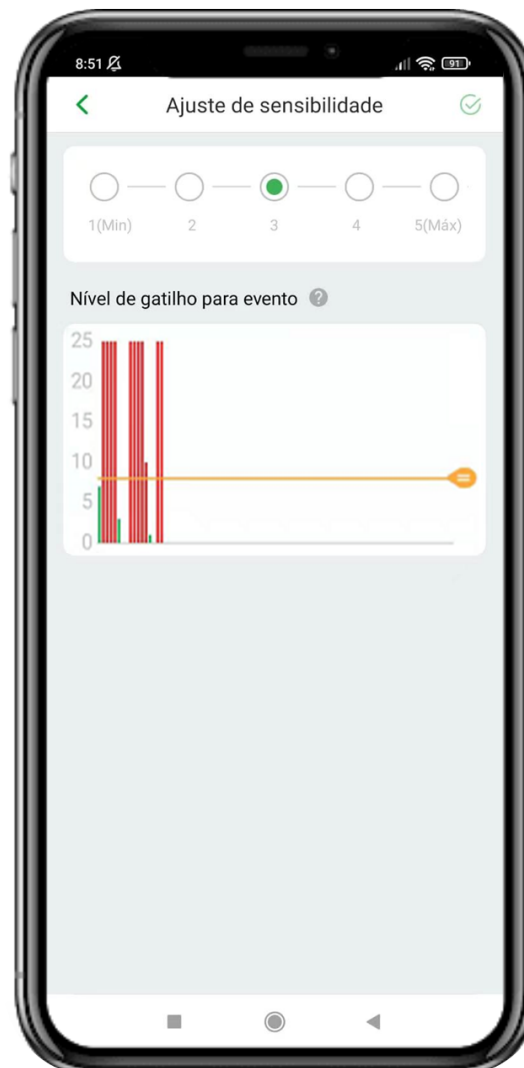 8:51
91
Ajuste de sensibilidade
1(Min) 2 3 4 5(Máx)
Nível de gatilho para evento ?
25
20
15
10
5
0